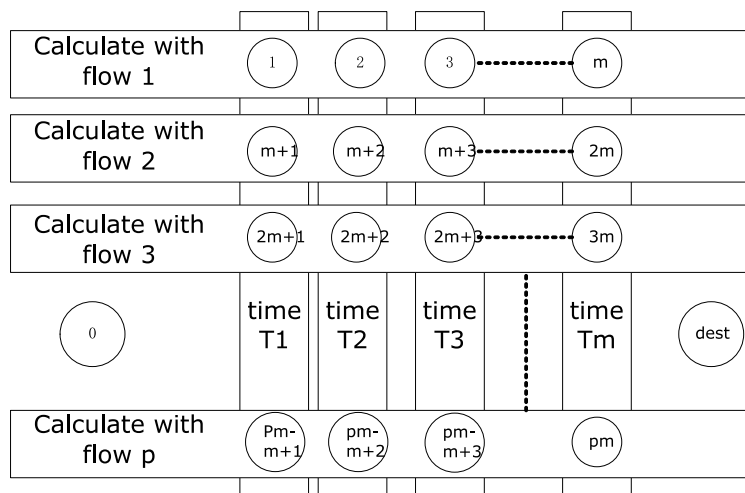 Calculate with
flow 1
1
2
3
m
Calculate with
flow 2
m+1
m+2
m+3
2m
Calculate with
flow 3
2m+1
2m+2
2m+3
3m
0
time
T1
time
T2
time
T3
time
Tm
dest
Calculate with
flow p
Pm-
m+1
pm-
m+2
pm-
m+3
pm